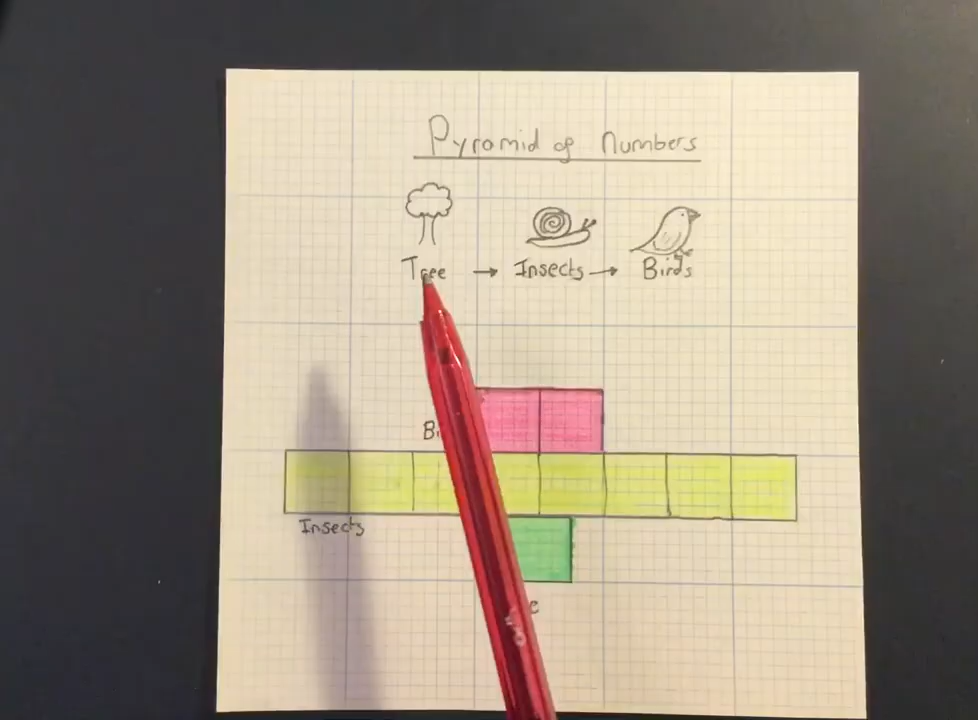 Pyramid of Numbers
Tree → Insects → Birds
Insects